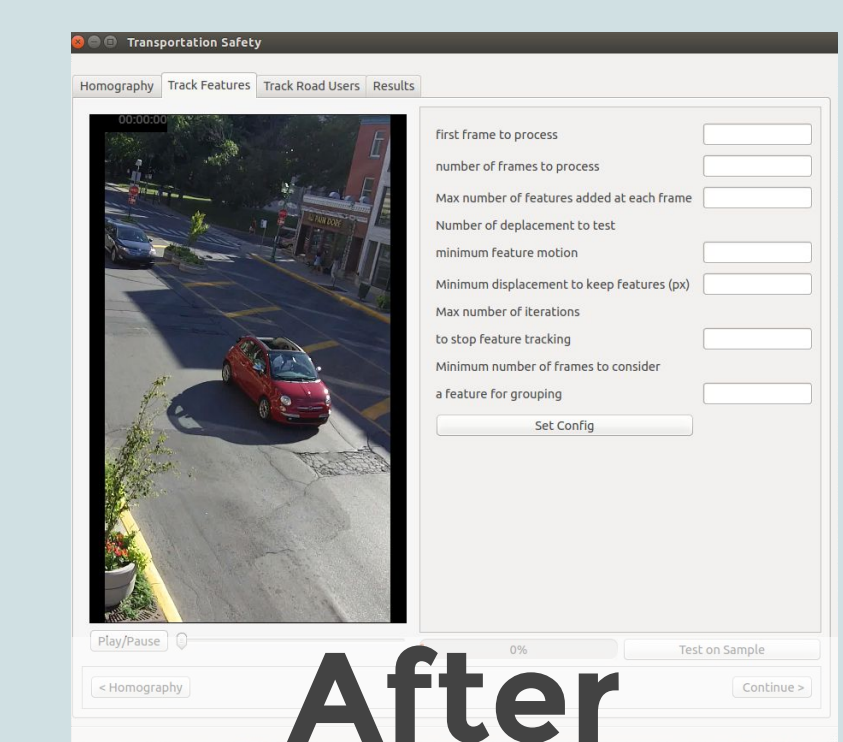 Transportation Safety
Homography
Track Features
Track Road Users
Results
00:00:00
first frame to process
number of frames to process
Max number of features added at each frame
Number of deplacement to test
minimum feature motion
Minimum displacement to keep features (px)
Max number of iterations
to stop feature tracking
Minimum number of frames to consider
a feature for grouping
Set Config
Play/Pause
0%
Test on Sample
< Homography
Continue >
After